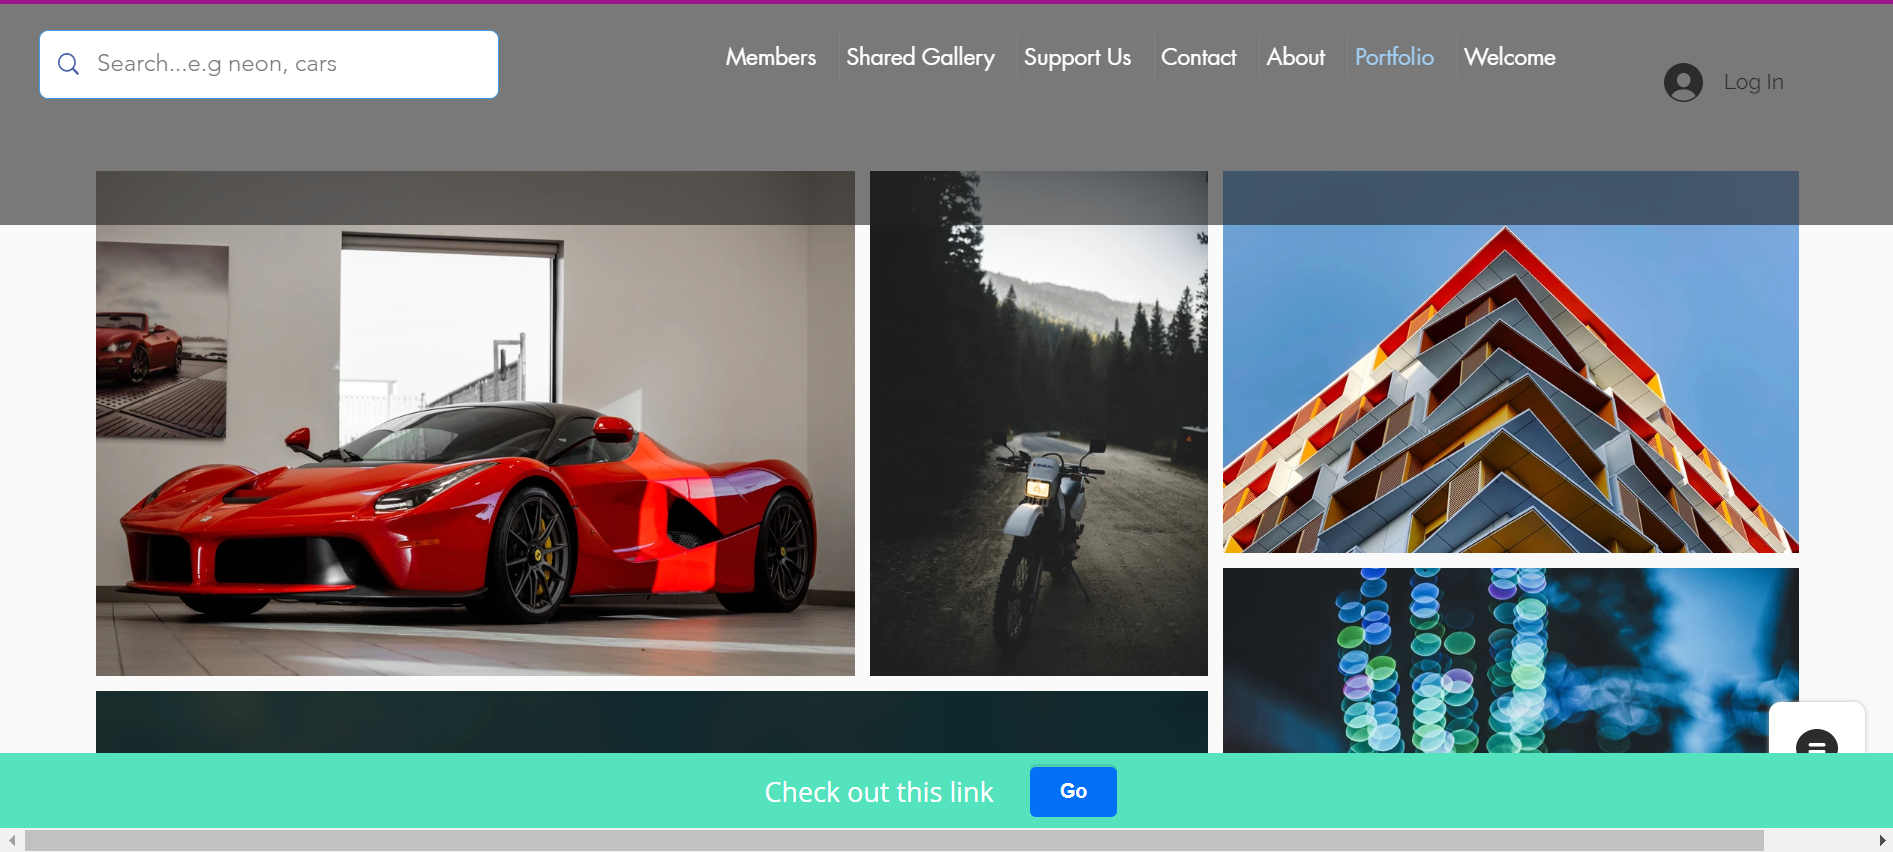 Search...e.g neon, cars
Members
Shared Gallery
Support Us
Contact
About
Portfolio
Welcome
Log In
Check out this link
Go